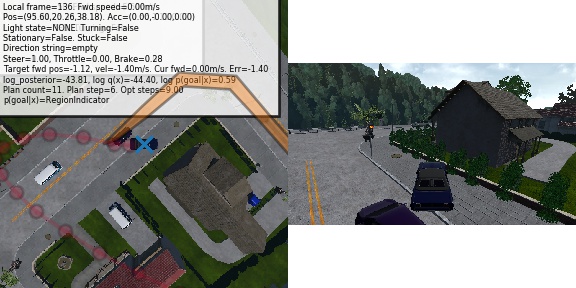 Local frame=136. Fwd speed=0.00m/s
Pos=(95.60,20.26,38.18). Acc=(0.00,-0.00,0.00)
Light state=NONE. Turning=False
Stationary=False. Stuck=False
Direction string=empty
Steer=1.00, Throttle=0.00, Brake=0.28
Target fwd pos=-1.12, vel=-1.40m/s. Cur fwd=0.00m/s. Err=-1.40
log_posterior=-43.81, log q(x)=-44.40, log p(goal|x)=0.59
Plan count=11. Plan step=6. Opt steps=9.00
p(goal|x)=RegionIndicator